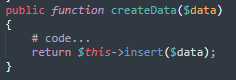 public function createData($data)
{
# code...
return $this->insert($data);
}